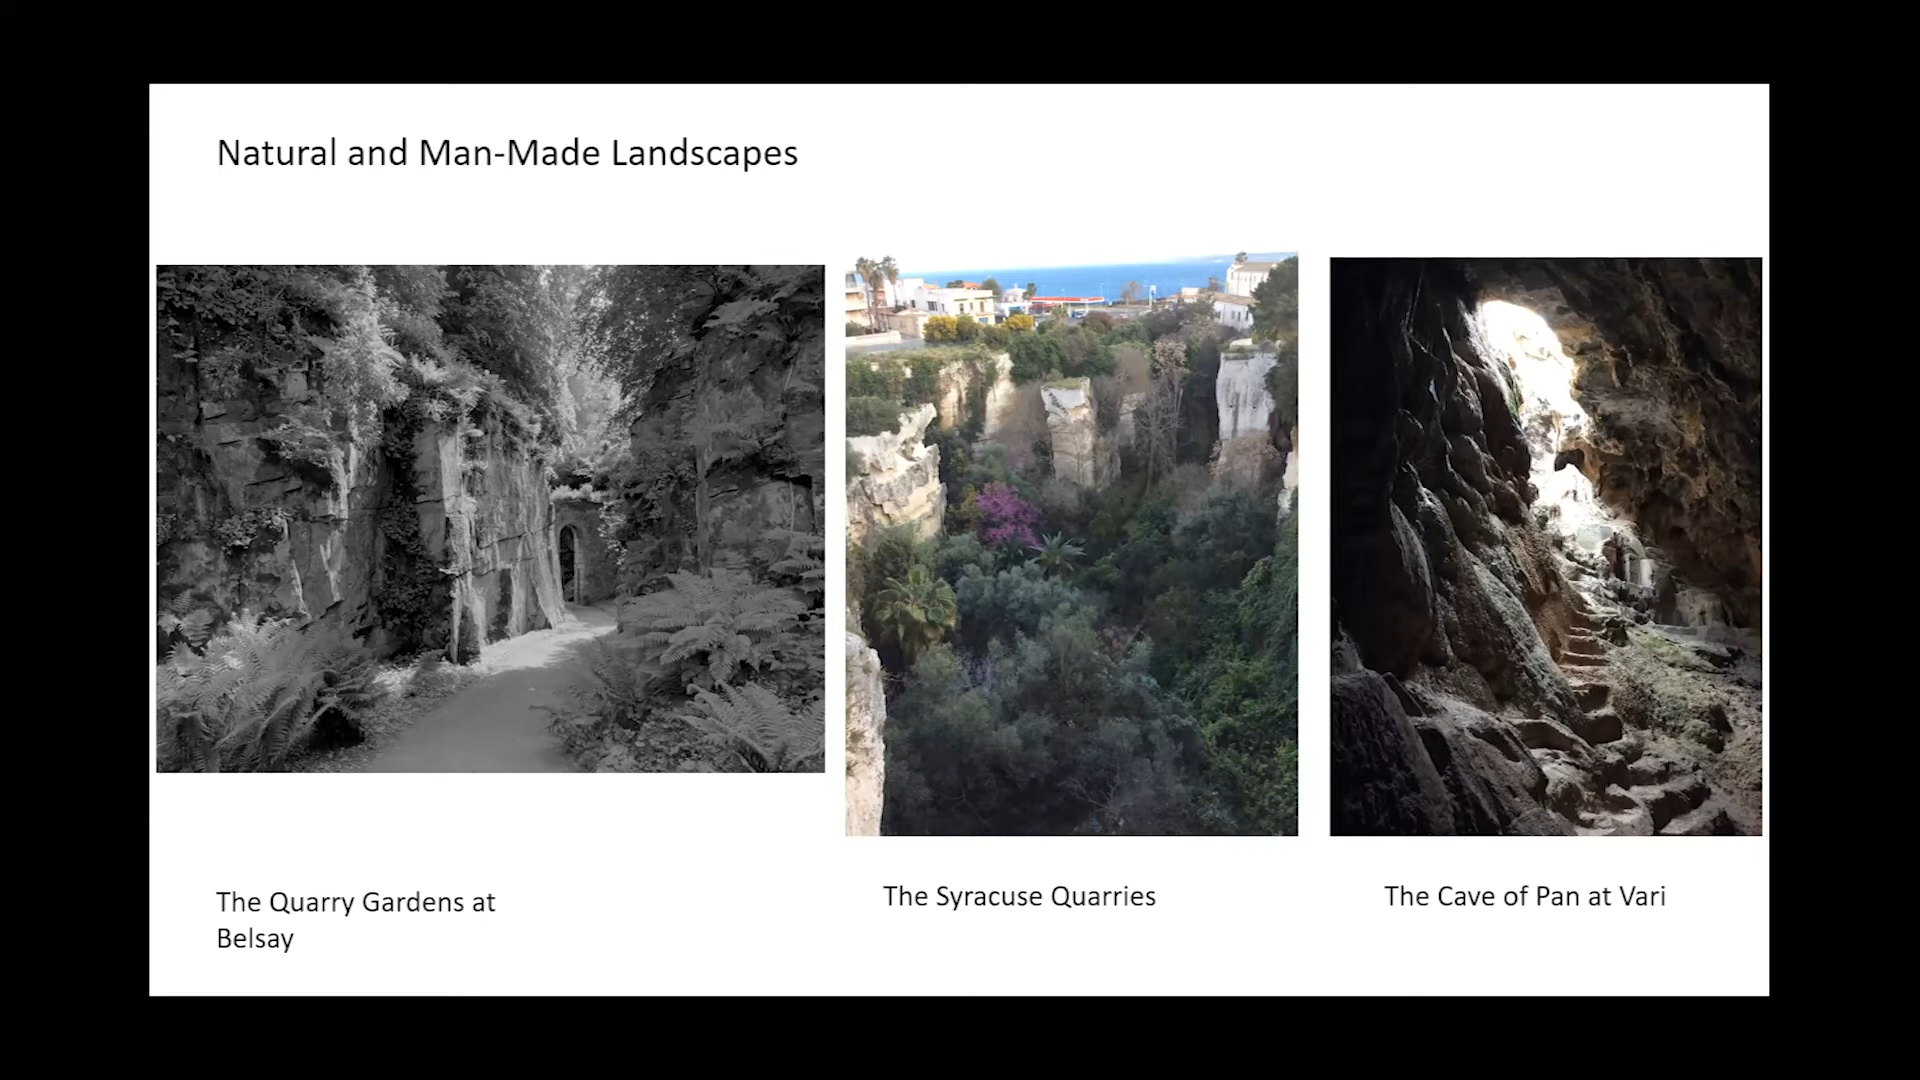 Natural and Man-Made Landscapes
The Quarry Gardens at
Belsay
The Syracuse Quarries
The Cave of Pan at Vari